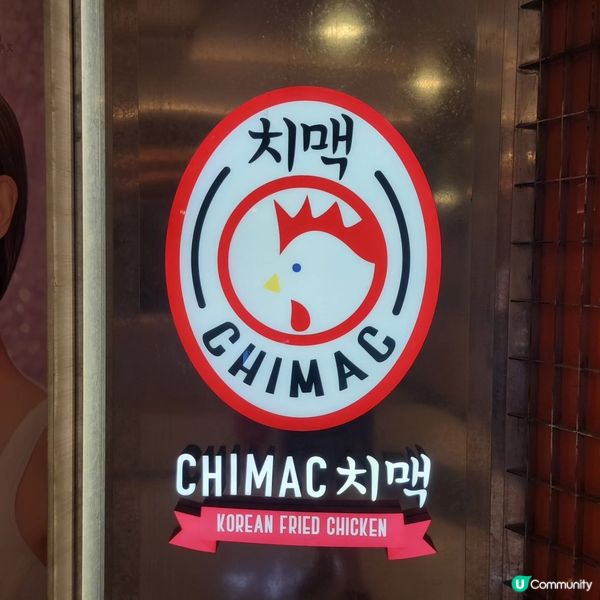 치맥
CHIMAC
CHIMAC 치맥
KOREAN FRIED CHICKEN
U Community